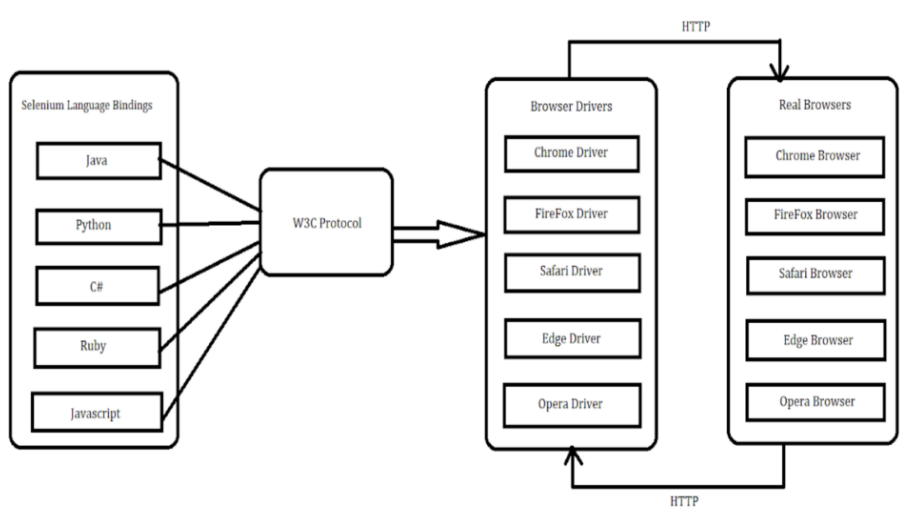 HTTP
Selenium Language Bindings
Java
Python
C#
Ruby
Javascript
W3C Protocol
Browser Drivers
Chrome Driver
FireFox Driver
Safari Driver
Edge Driver
Opera Driver
Real Browsers
Chrome Browser
FireFox Browser
Safari Browser
Edge Browser
Opera Browser
HTTP